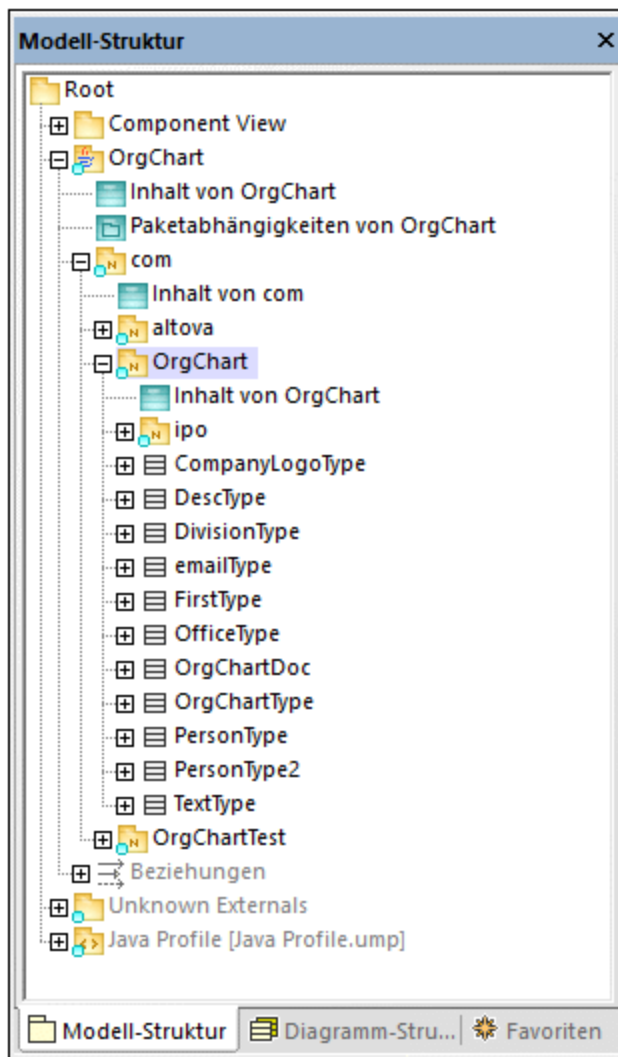 Modell-Struktur
Root
Component View
OrgChart
Inhalt von OrgChart
Paketabhängigkeiten von OrgChart
com
Inhalt von com
altova
OrgChart
Inhalt von OrgChart
ipo
CompanyLogoType
DescType
DivisionType
emailType
FirstType
OfficeType
OrgChartDoc
OrgChartType
PersonType
PersonType2
TextType
OrgChartTest
Beziehungen
Unknown Externals
Java Profile [Java Profile.ump]
Modell-Struktur Diagramm-Stru... Favoriten